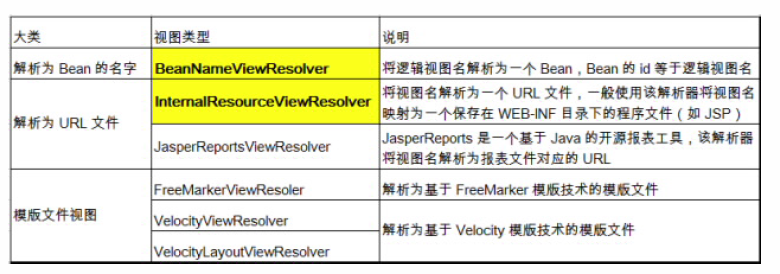 大类 视图类型 说明
解析为 Bean 的名字 BeanNameViewResolver 将逻辑视图名解析为一个 Bean，Bean 的 id 等于逻辑视图名
解析为 URL 文件 InternalResourceViewResolver 将视图名解析为一个 URL 文件，一般使用该解析器将视图名
映射为一个保存在 WEB-INF 目录下的程序文件（如 JSP）
JasperReportsViewResolver JasperReports 是一个基于 Java 的开源报表工具，该解析器
将视图名解析为报表文件对应的 URL
模版文件视图 FreeMarkerViewResoler 解析为基于 FreeMarker 模版技术的模版文件
VelocityViewResolver 解析为基于 Velocity 模版技术的模版文件
VelocityLayoutViewResolver